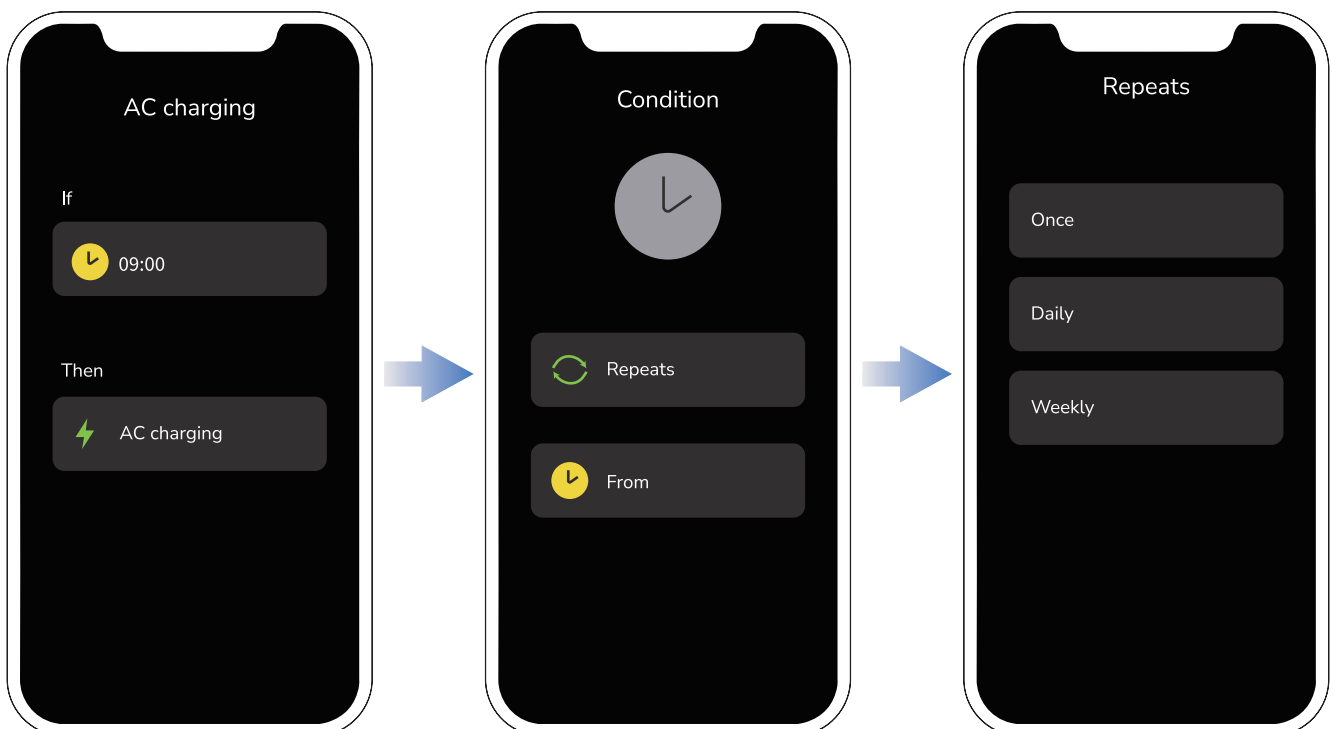 AC charging
If
09:00
Then
AC charging
Condition
Repeats
From
Repeats
Once
Daily
Weekly